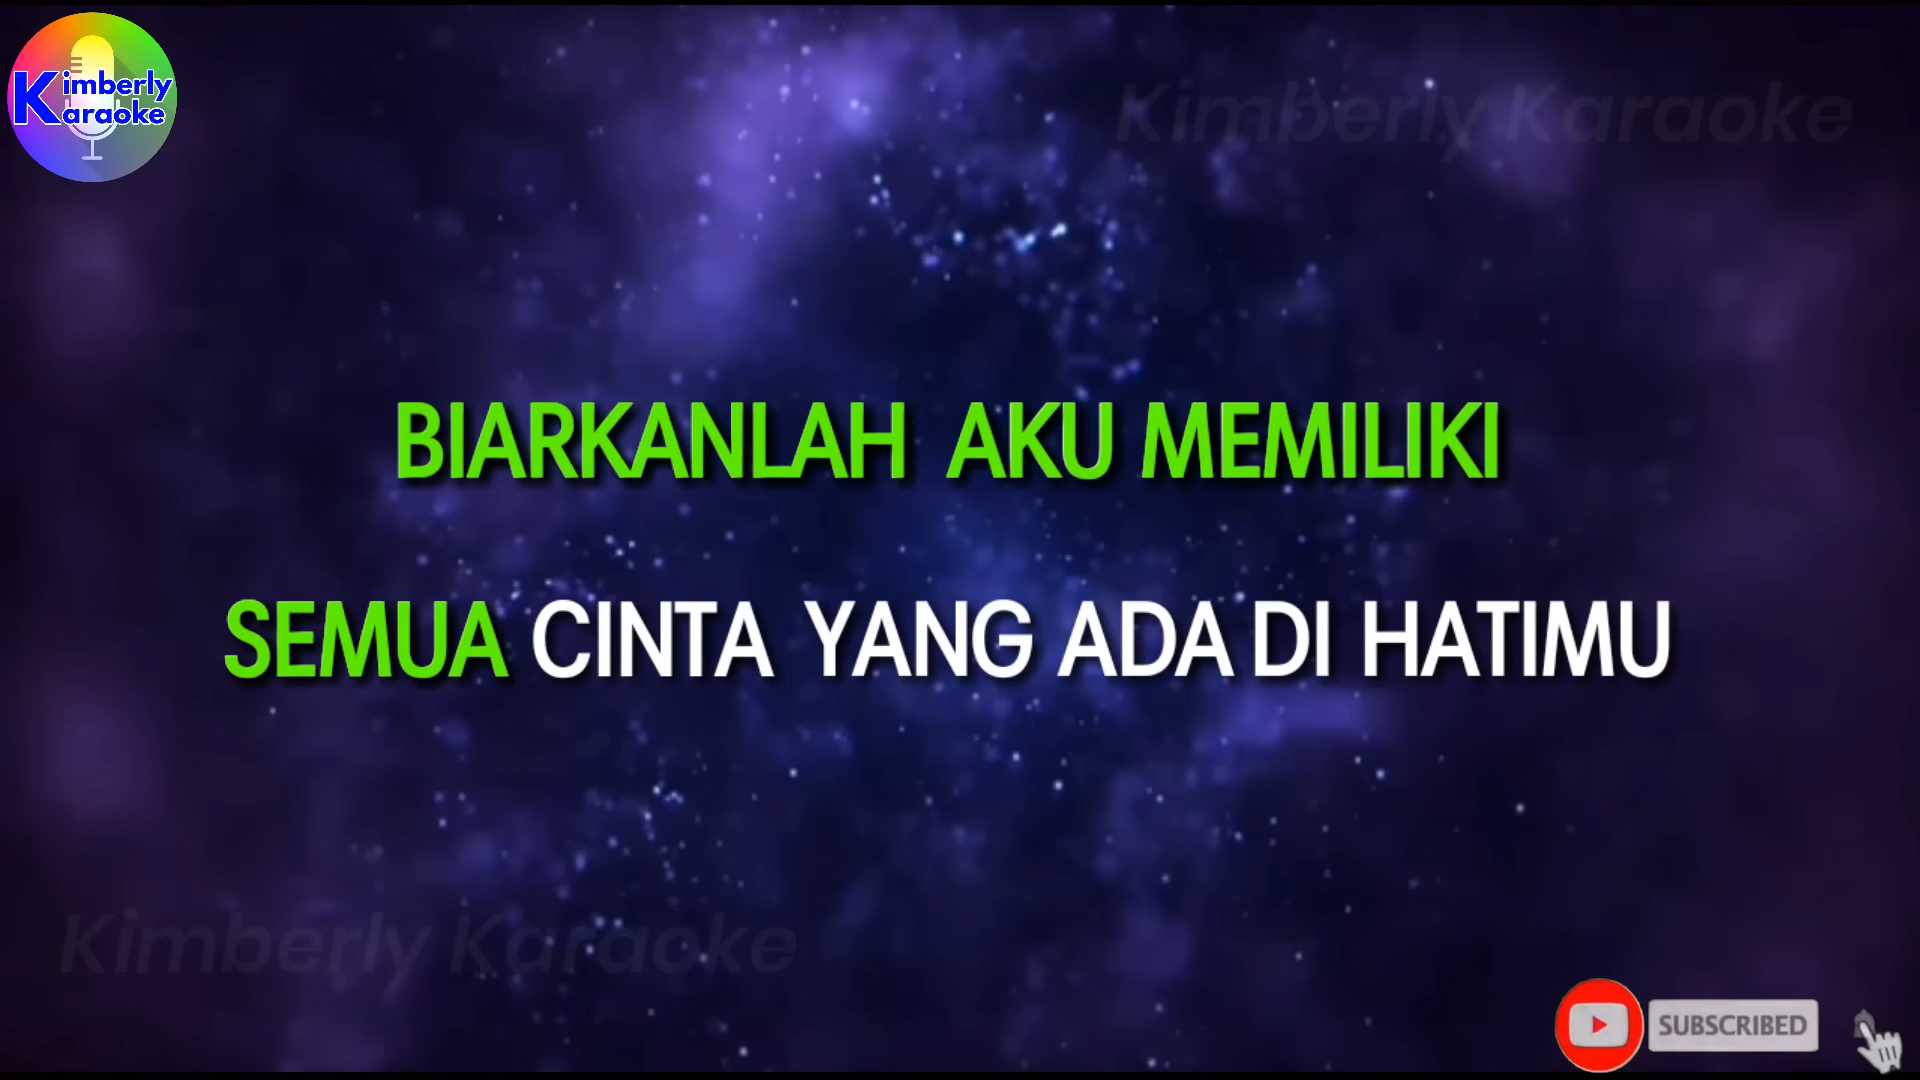 Kimberly
Karaoke
Kimberly Karaoke
BIARKANLAH AKU MEMILIKI
SEMUA CINTA YANG ADA DI HATIMU
Kimberly Karaoke
SUBSCRIBED